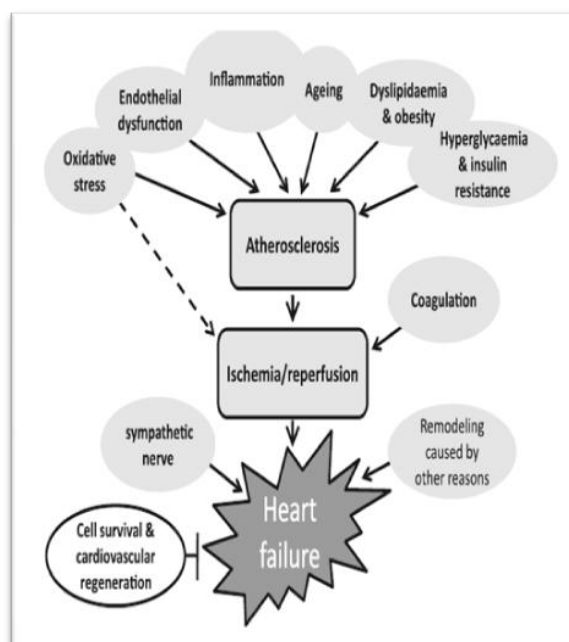 Inflammation
Ageing
Dyslipidaemia
& obesity
Endothelial
dysfunction
Hyperglycaemia
& insulin
resistance
Oxidative
stress
Atherosclerosis
Coagulation
Ischemia/reperfusion
sympathetic
nerve
Remodeling
caused by
other reasons
Heart
failure
Cell survival &
cardiovascular
regeneration